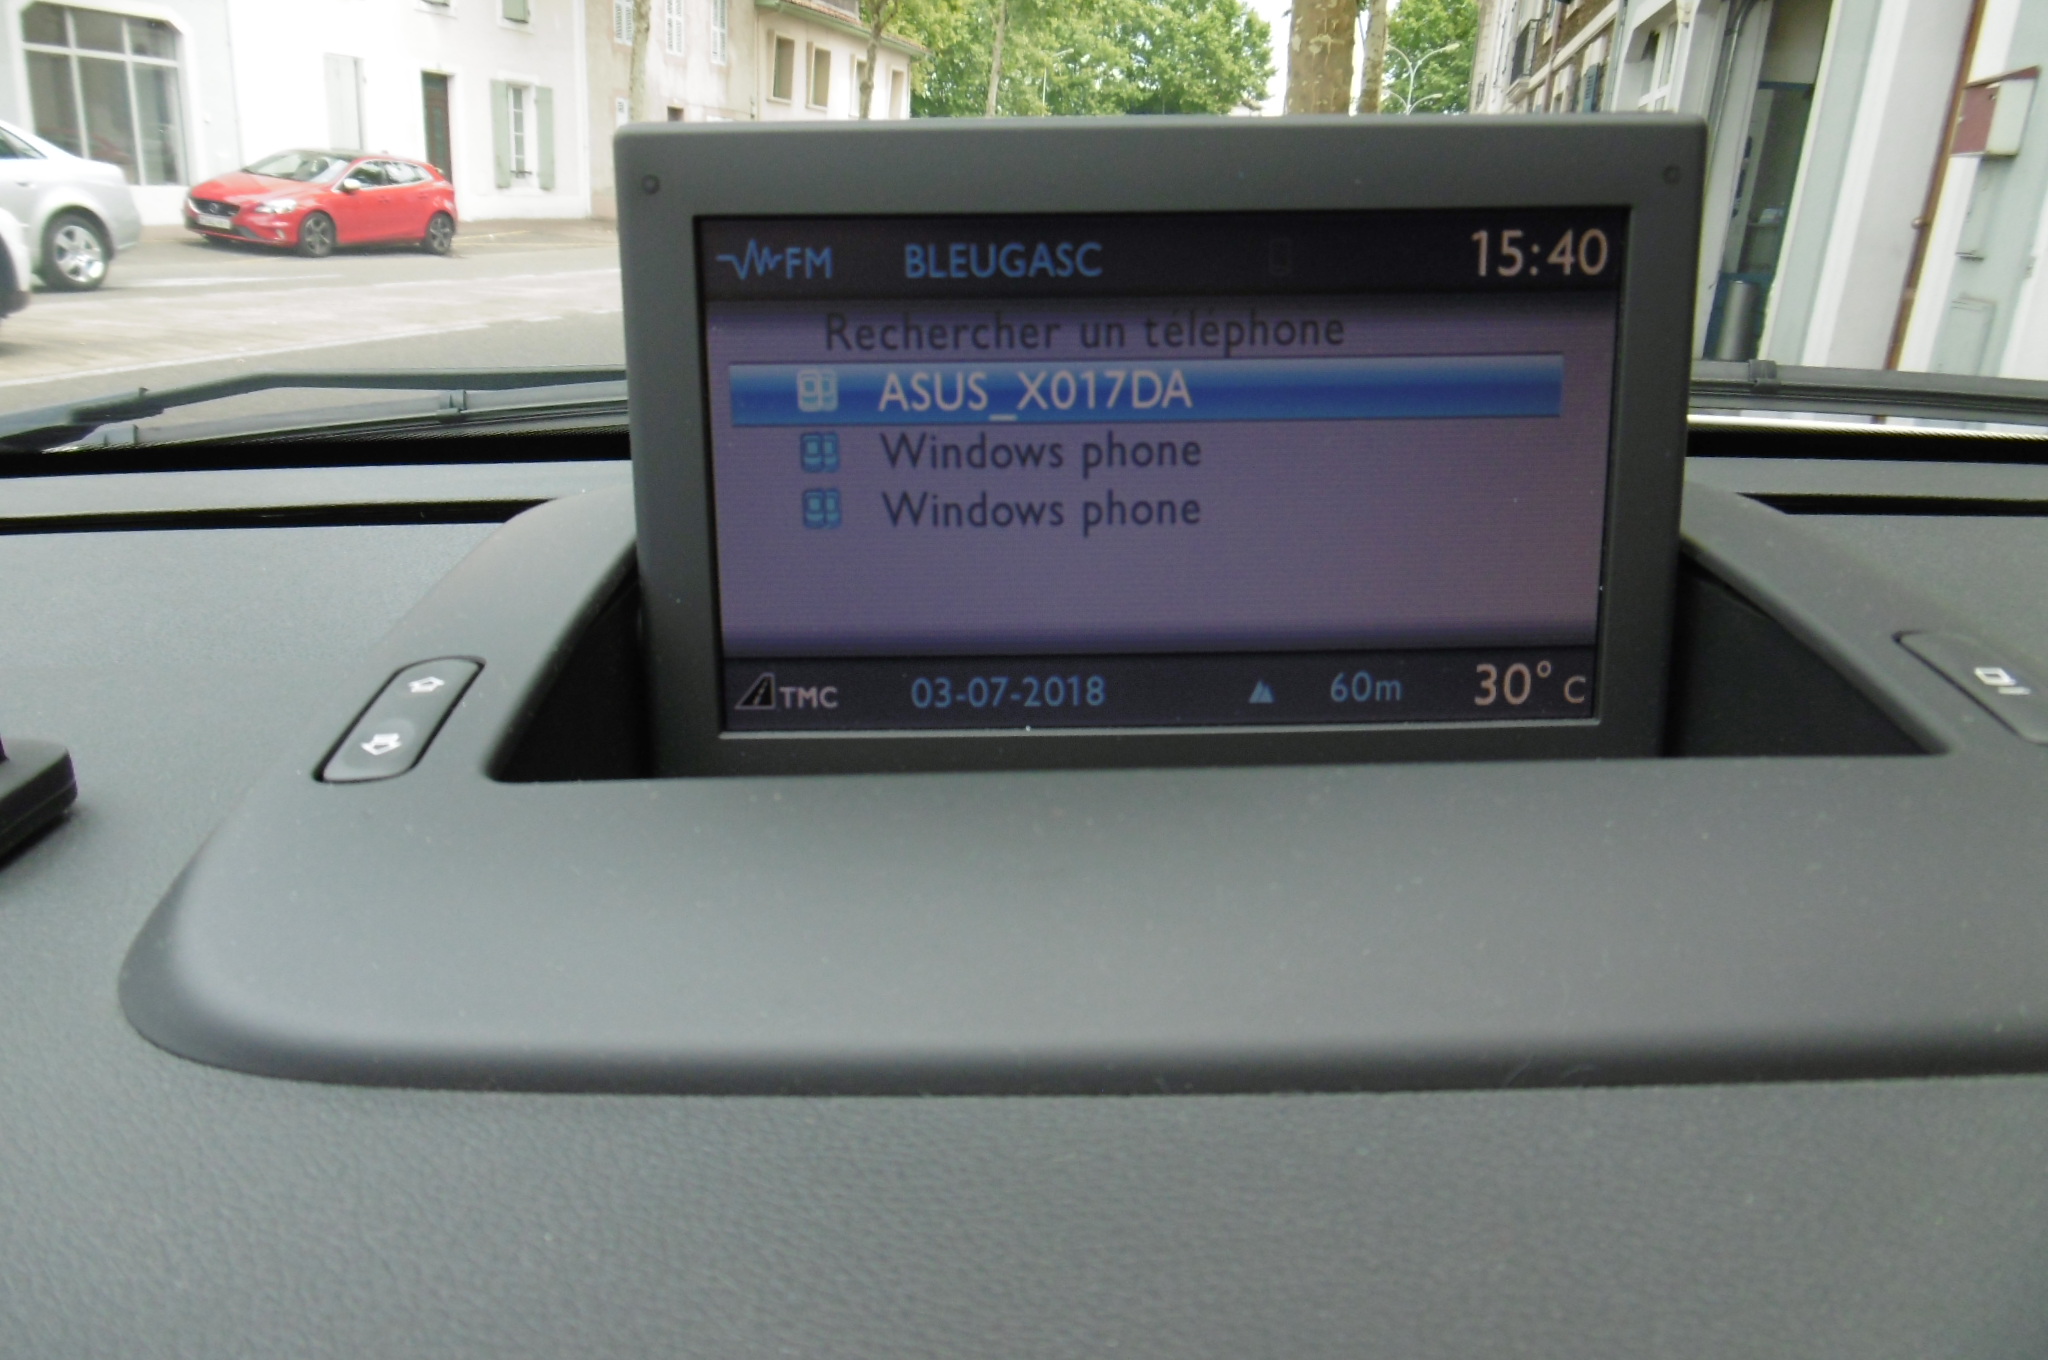 FM BLEUGASC 15:40
Rechercher un téléphone
ASUS_X017DA
Windows phone
Windows phone
TMC 03-07-2018 60m 30° C